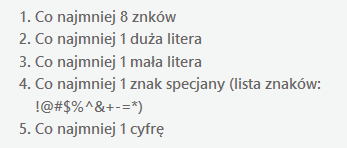 1. Co najmniej 8 znków
2. Co najmniej 1 duża litera
3. Co najmniej 1 mała litera
4. Co najmniej 1 znak specjany (lista znaków:
!@#$%^&+-=*)
5. Co najmniej 1 cyfrę